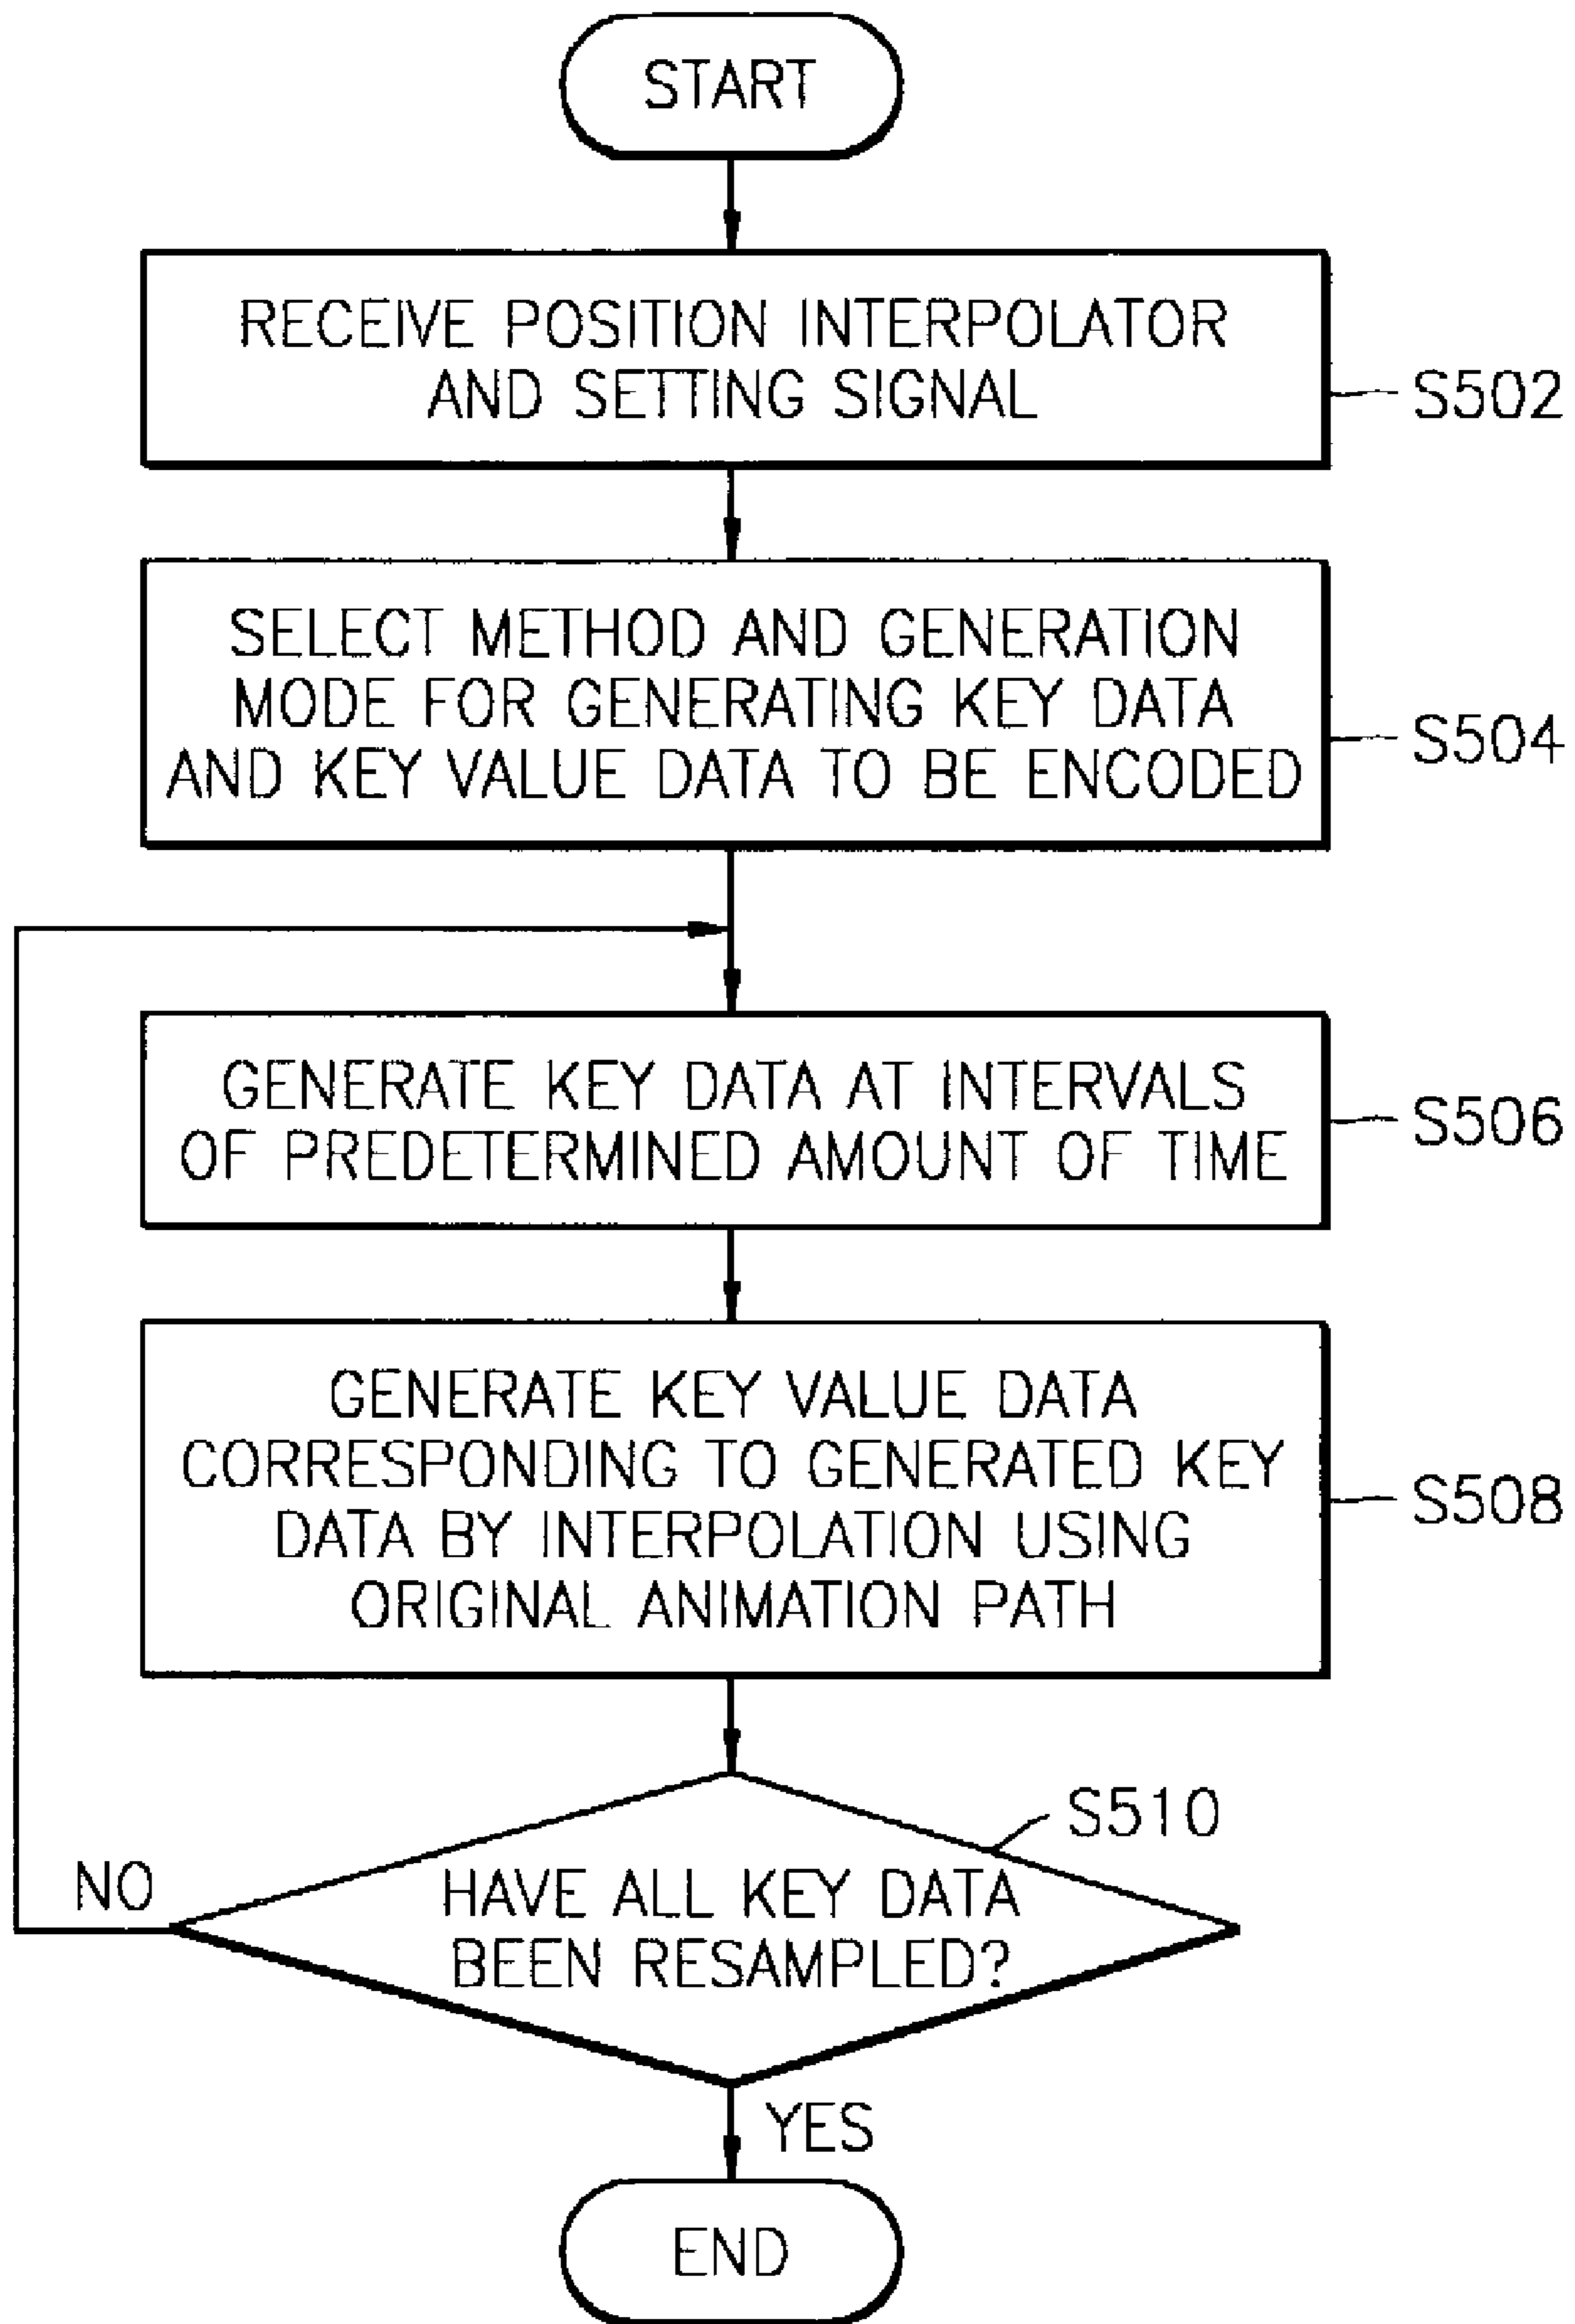 START
RECEIVE POSITION INTERPOLATOR
AND SETTING SIGNAL
S502
SELECT METHOD AND GENERATION
MODE FOR GENERATING KEY DATA
AND KEY VALUE DATA TO BE ENCODED
S504
GENERATE KEY DATA AT INTERVALS
OF PREDETERMINED AMOUNT OF TIME
S506
GENERATE KEY VALUE DATA
CORRESPONDING TO GENERATED KEY
DATA BY INTERPOLATION USING
ORIGINAL ANIMATION PATH
S508
S510
NO
HAVE ALL KEY DATA
BEEN RESAMPLED?
YES
END